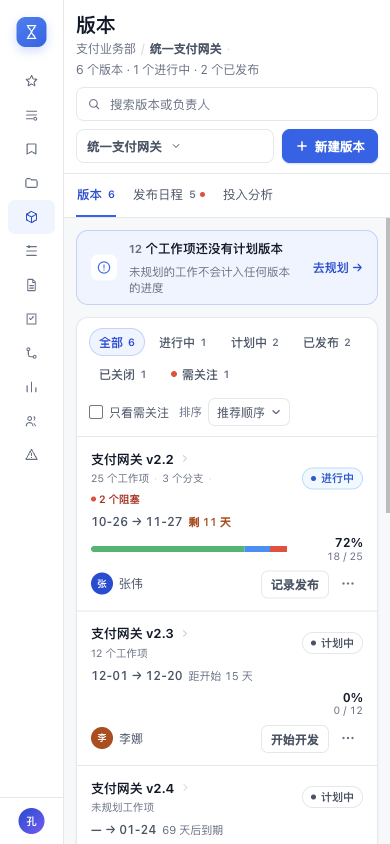 版本
支付业务部 / 统一支付网关 ·
6 个版本 · 1 个进行中 · 2 个已发布
搜索版本或负责人
统一支付网关
新建版本
版本 6 发布日程 5 投入分析
12 个工作项还没有计划版本
未规划的工作不会计入任何版本
的进度
去规划 →
全部 6 进行中 1 计划中 2 已发布 2
已关闭 1 需关注 1
只看需关注 排序 推荐顺序
支付网关 v2.2
25 个工作项 · 3 个分支 ·
2 个阻塞
进行中
10-26 → 11-27 剩 11 天
72%
18 / 25
张 张伟 记录发布 ···
支付网关 v2.3
12 个工作项
计划中
12-01 → 12-20 距开始 15 天
0%
0 / 12
李 李娜 开始开发 ···
支付网关 v2.4
未规划工作项
计划中
— → 01-24 69 天后到期
孔